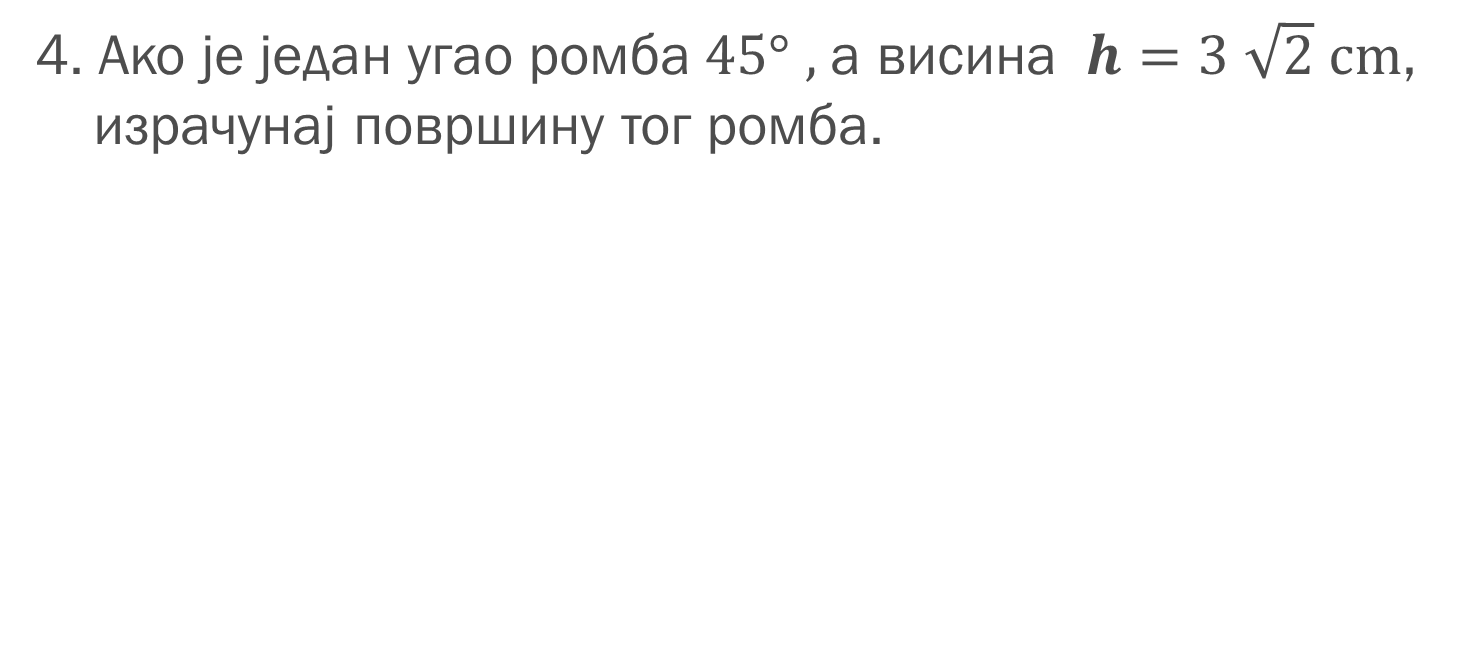 4. Ако је један угао ромба 45° , а висина h = 3 √2 cm,
израчунај површину тог ромба.